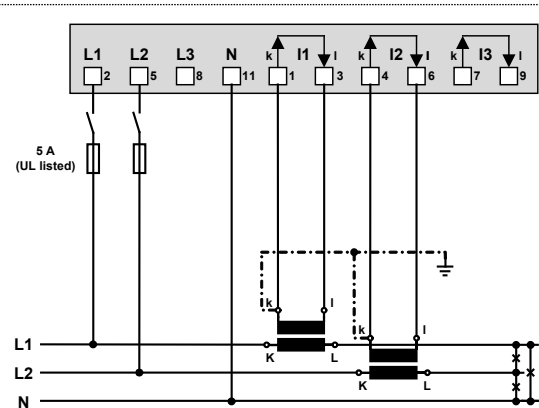 L1 L2 L3 N k I1 l k I2 l k I3 l
2 5 8 11 1 3 4 6 7 9
5 A
(UL listed)
k l
k l
L1
K L
L2
K L
N